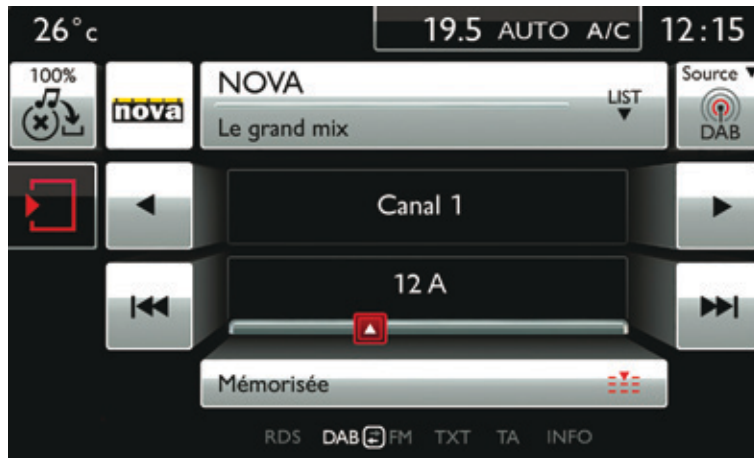 26°c 19.5 AUTO A/C 12:15
100%
nova
NOVA
Le grand mix
LIST
Source
DAB
Canal 1
12 A
Mémorisée
RDS DAB FM TXT TA INFO